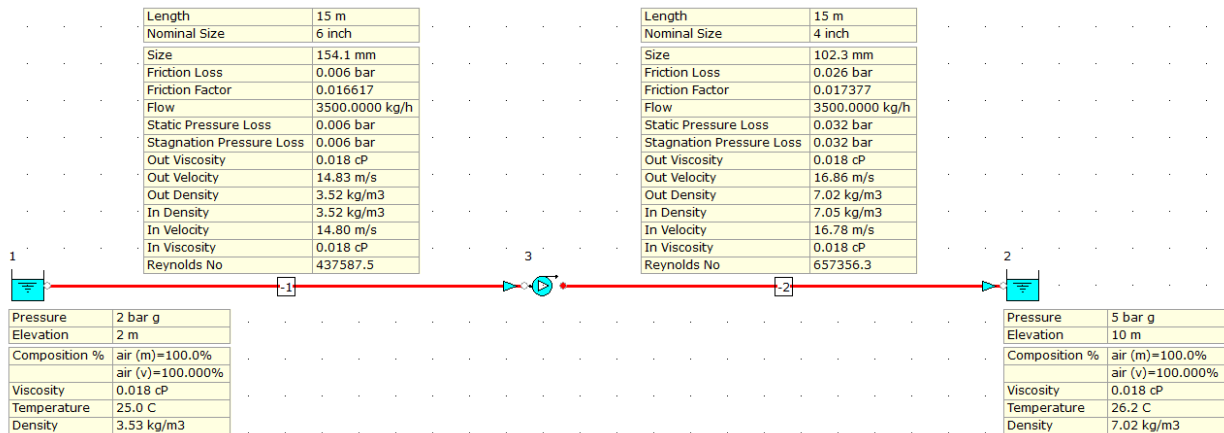 Length 15 m
Nominal Size 6 inch
Size 154.1 mm
Friction Loss 0.006 bar
Friction Factor 0.016617
Flow 3500.0000 kg/h
Static Pressure Loss 0.006 bar
Stagnation Pressure Loss 0.006 bar
Out Viscosity 0.018 cP
Out Velocity 14.83 m/s
Out Density 3.52 kg/m3
In Density 3.52 kg/m3
In Velocity 14.80 m/s
In Viscosity 0.018 cP
Reynolds No 437587.5
Length 15 m
Nominal Size 4 inch
Size 102.3 mm
Friction Loss 0.026 bar
Friction Factor 0.017377
Flow 3500.0000 kg/h
Static Pressure Loss 0.032 bar
Stagnation Pressure Loss 0.032 bar
Out Viscosity 0.018 cP
Out Velocity 16.86 m/s
Out Density 7.02 kg/m3
In Density 7.05 kg/m3
In Velocity 16.78 m/s
In Viscosity 0.018 cP
Reynolds No 657356.3
1
-1
3
-2
2
Pressure 2 bar g
Elevation 2 m
Composition % air (m)=100.0%
air (v)=100.000%
Viscosity 0.018 cP
Temperature 25.0 C
Density 3.53 kg/m3
Pressure 5 bar g
Elevation 10 m
Composition % air (m)=100.0%
air (v)=100.000%
Viscosity 0.018 cP
Temperature 26.2 C
Density 7.02 kg/m3